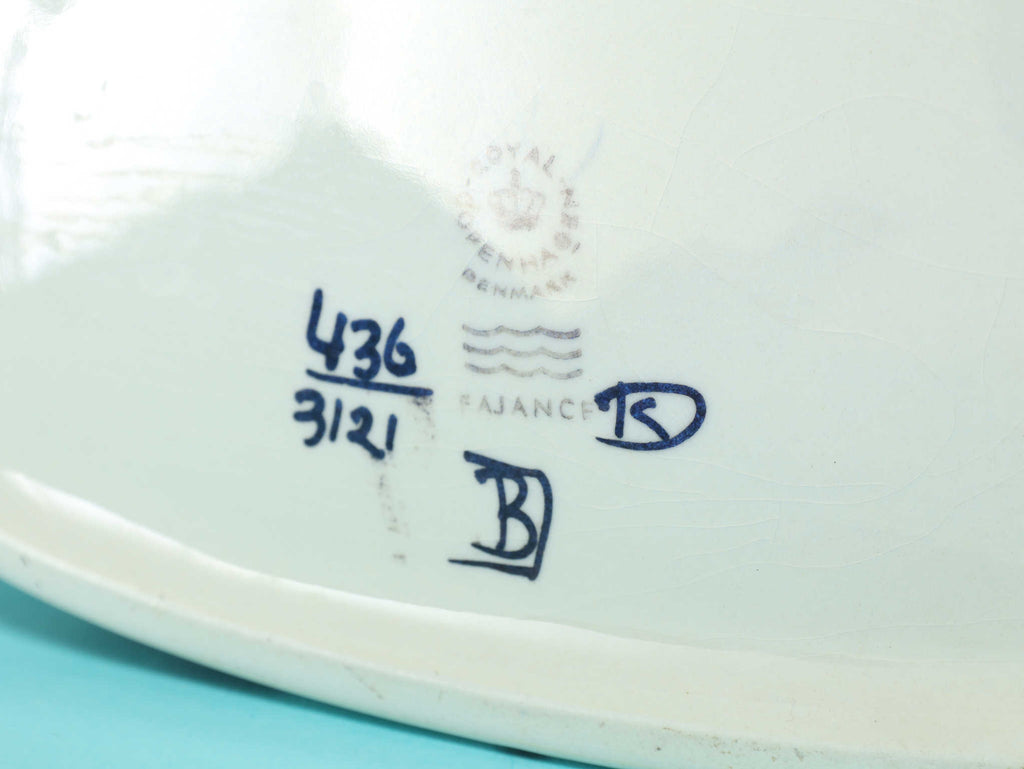 ROYAL COPENHAGEN
DENMARK
436
3121
FAJANCE
B